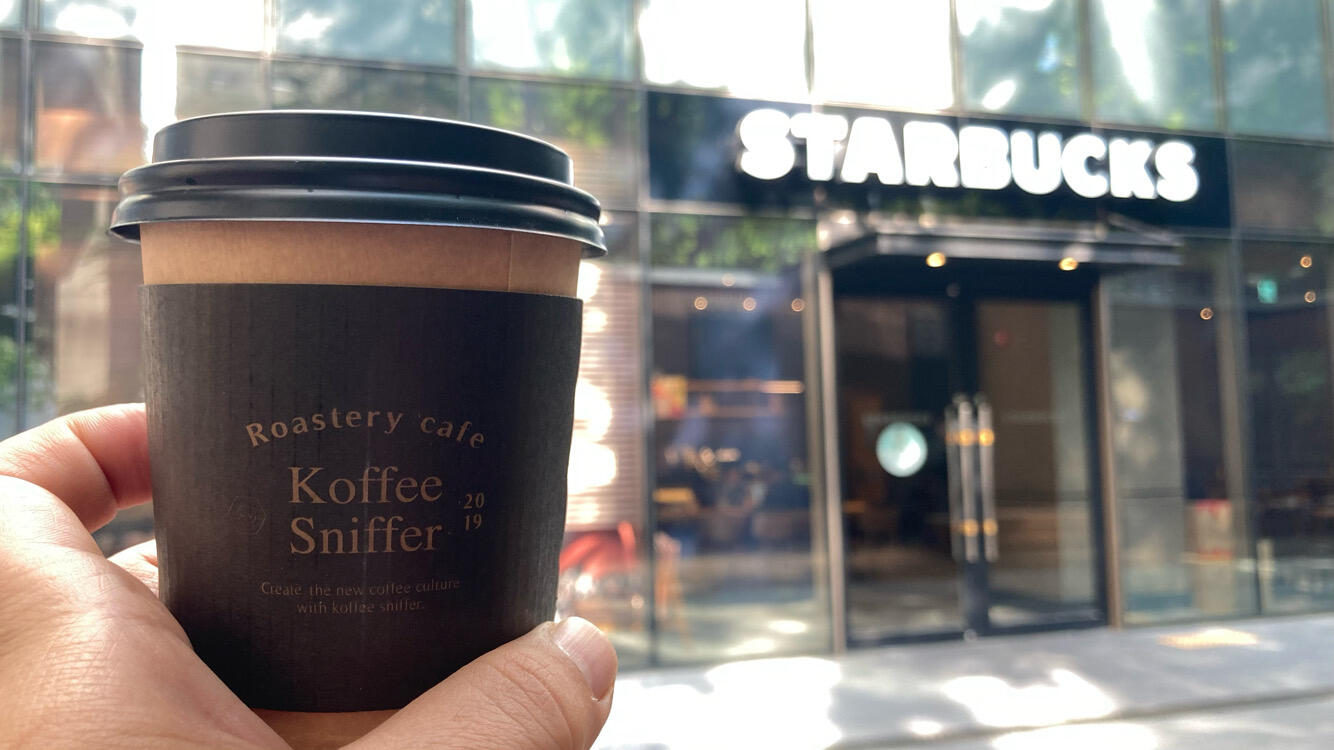 STARBUCKS
Roastery cafe
Koffee
Sniffer
20
19
Create the new coffee culture
with koffee sniffer.